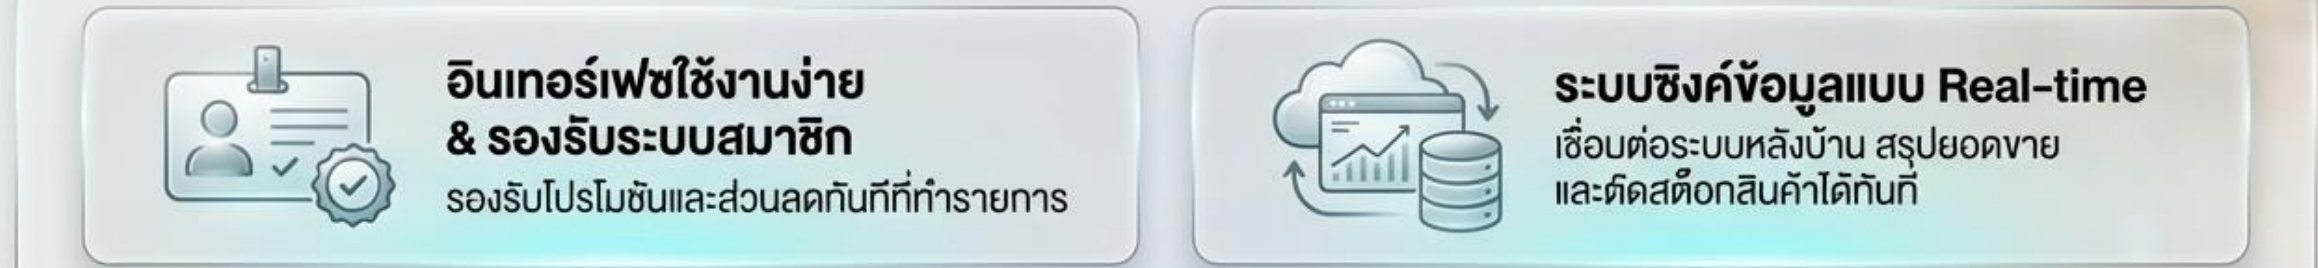 อินเทอร์เฟซใช้งานง่าย
& รองรับระบบสมาชิก
รองรับโปรโมชันและส่วนลดทันทีที่ทำรายการ
ระบบซิงค์ข้อมูลแบบ Real-time
เชื่อมต่อระบบหลังบ้าน สรุปยอดขาย
และตัดสต็อกสินค้าได้ทันที